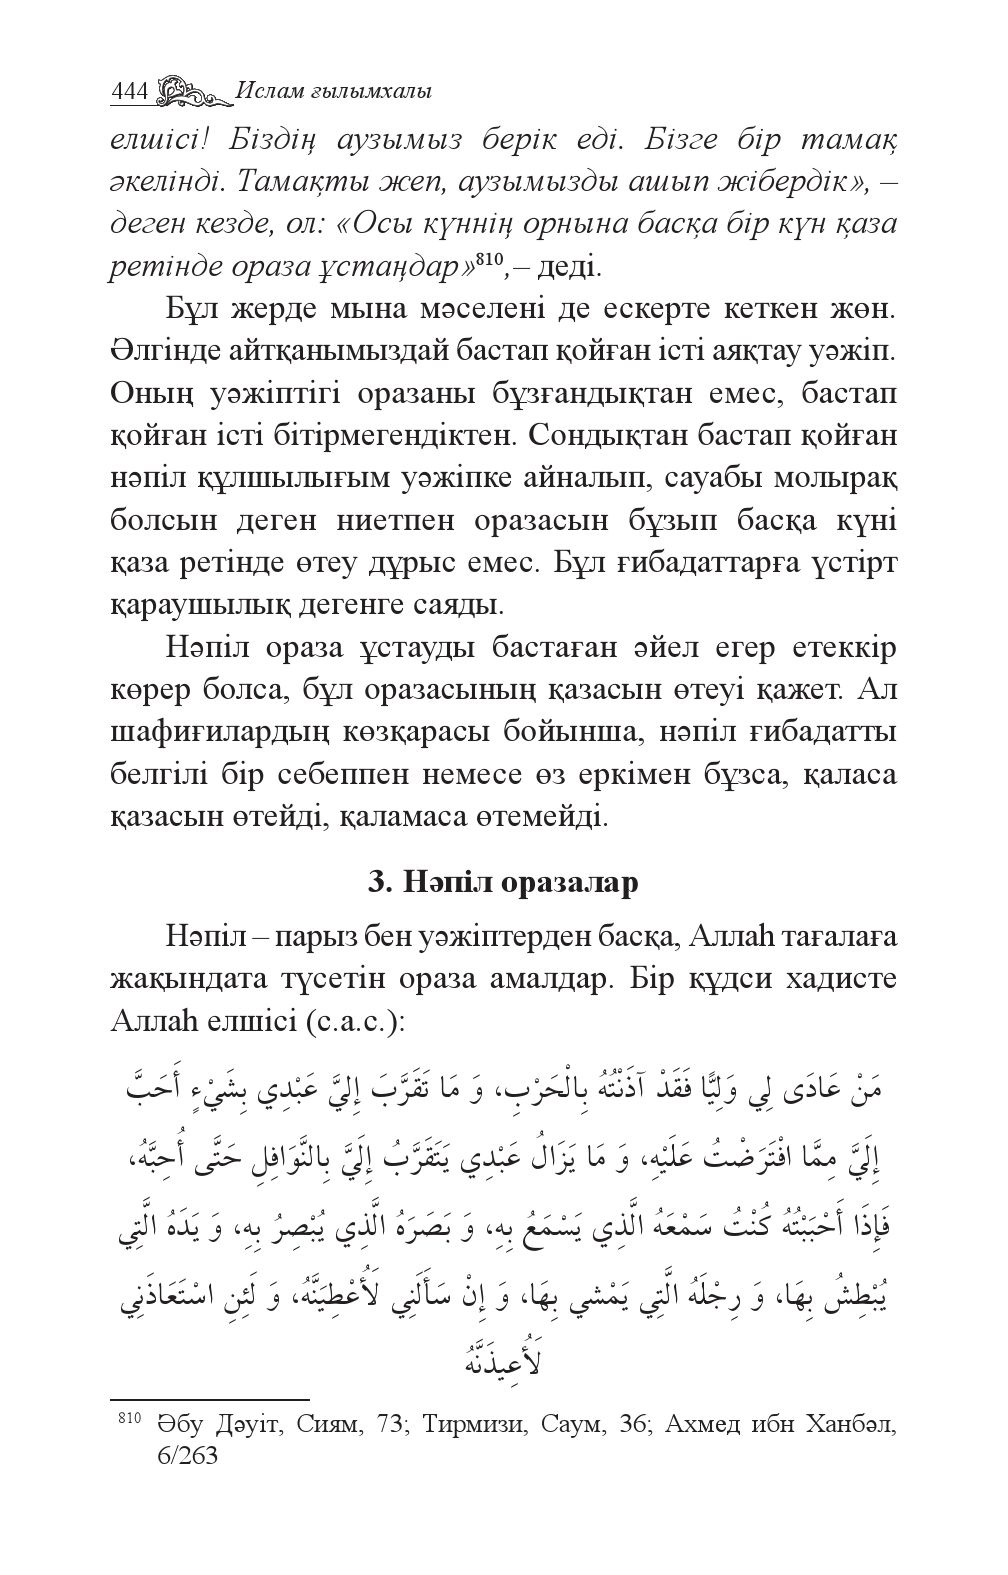 444 Ислам ғылымхалы
елшісі! Біздің аузымыз берік еді. Бізге бір тамақ
әкелінді. Тамақты жеп, аузымызды ашып жібердік», –
деген кезде, ол: «Осы күннің орнына басқа бір күн қаза
ретінде ораза ұстаңдар»810,– деді.
Бұл жерде мына мәселені де ескерте кеткен жөн.
Әлгінде айтқанымыздай бастап қойған істі аяқтау уәжіп.
Оның уәжіптігі оразаны бұзғандықтан емес, бастап
қойған істі бітірмегендіктен. Сондықтан бастап қойған
нәпіл құлшылығым уәжіпке айналып, сауабы молырақ
болсын деген ниетпен оразасын бұзып басқа күні
қаза ретінде өтеу дұрыс емес. Бұл ғибадаттарға үстірт
қараушылық дегенге саяды.
Нәпіл ораза ұстауды бастаған әйел егер етеккір
көрер болса, бұл оразасының қазасын өтеуі қажет. Ал
шафиғилардың көзқарасы бойынша, нәпіл ғибадатты
белгілі бір себеппен немесе өз еркімен бұзса, қаласа
қазасын өтейді, қаламаса өтемейді.
3. Нәпіл оразалар
Нәпіл – парыз бен уәжіптерден басқа, Аллаһ тағалаға
жақындата түсетін ораза амалдар. Бір құдси хадисте
Аллаһ елшісі (с.а.с.):
مَنْ عَادَى لِي وَلِيًّا فَقَدْ آذَنْتُهُ بِالْحَرْبِ، وَ مَا تَقَرَّبَ إِلَيَّ عَبْدِي بِشَيْءٍ أَحَبَّ
إِلَيَّ مِمَّا افْتَرَضْتُ عَلَيْهِ، وَ مَا يَزَالُ عَبْدِي يَتَقَرَّبُ إِلَيَّ بِالنَّوَافِلِ حَتَّى أُحِبَّهُ،
فَإِذَا أَحْبَبْتُهُ كُنْتُ سَمْعَهُ الَّذِي يَسْمَعُ بِهِ، وَ بَصَرَهُ الَّذِي يُبْصِرُ بِهِ، وَ يَدَهُ الَّتِي
يُبْطِشُ بِهَا، وَ رِجْلَهُ الَّتِي يَمْشي بِهَا، وَ إِنْ سَأَلَنِي لَأُعْطِيَنَّهُ، وَ لَئِنِ اسْتَعَاذَنِي
لَأُعِيذَنَّهُ
810 Әбу Дәуіт, Сиям, 73; Тирмизи, Саум, 36; Ахмед ибн Ханбәл,
6/263